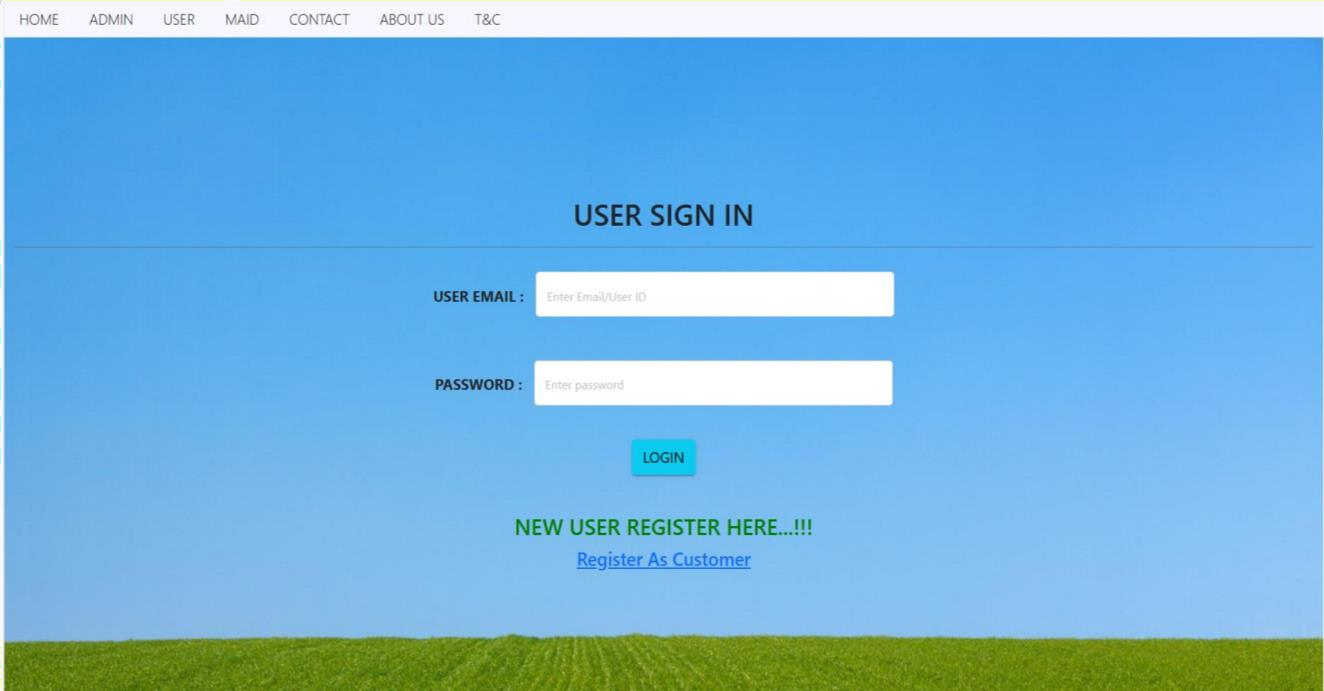 HOME ADMIN USER MAID CONTACT ABOUT US T&C
USER SIGN IN
USER EMAIL : Enter Email/User ID
PASSWORD : Enter password
LOGIN
NEW USER REGISTER HERE...!!!
Register As Customer